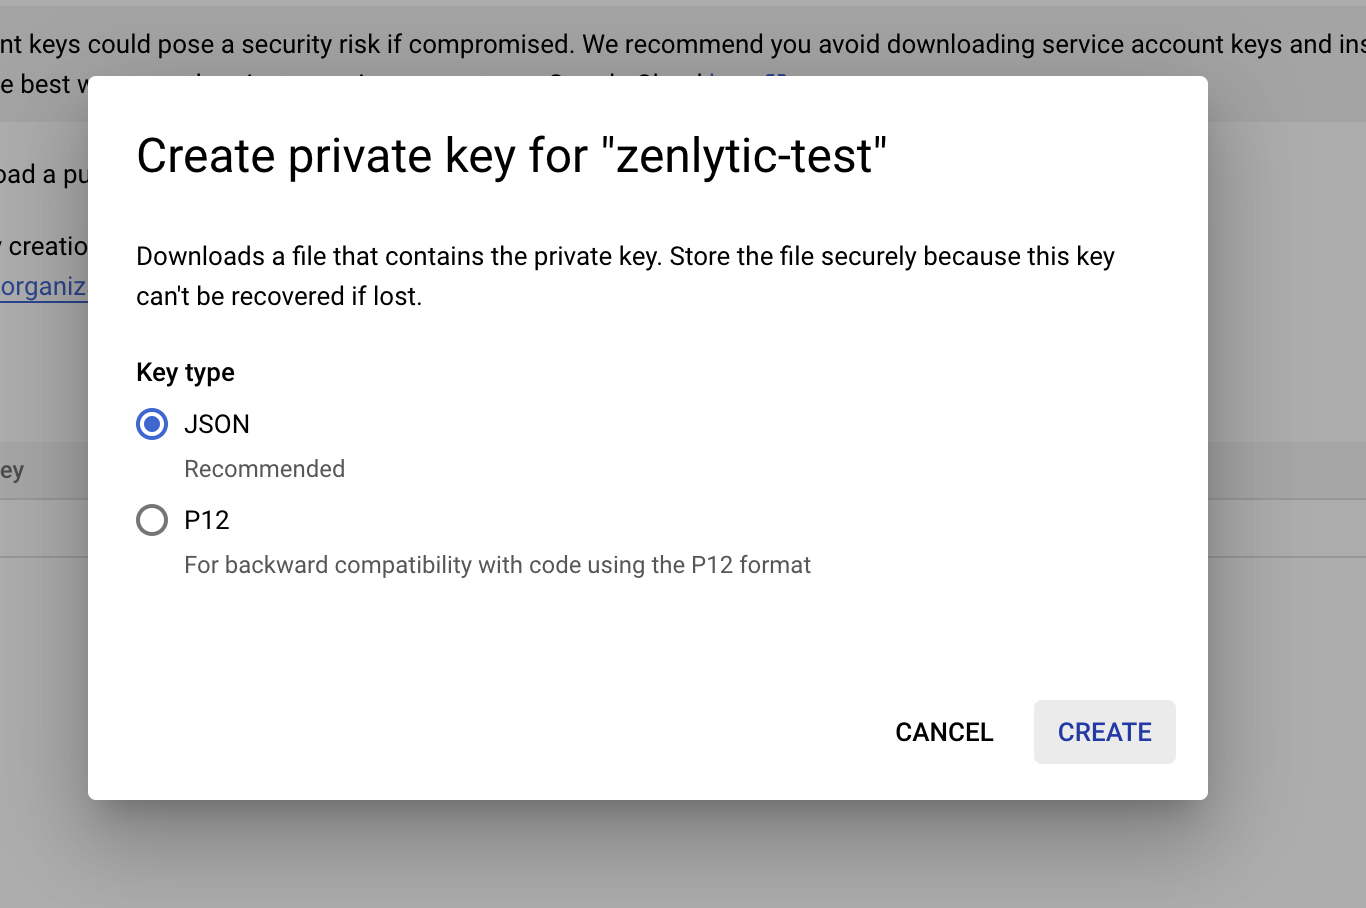 nt keys could pose a security risk if compromised. We recommend you avoid downloading service account keys and ins
e best w
oad a pu
y creatio
organiz
ey
Create private key for "zenlytic-test"
Downloads a file that contains the private key. Store the file securely because this key
can't be recovered if lost.
Key type
JSON
Recommended
P12
For backward compatibility with code using the P12 format
CANCEL
CREATE